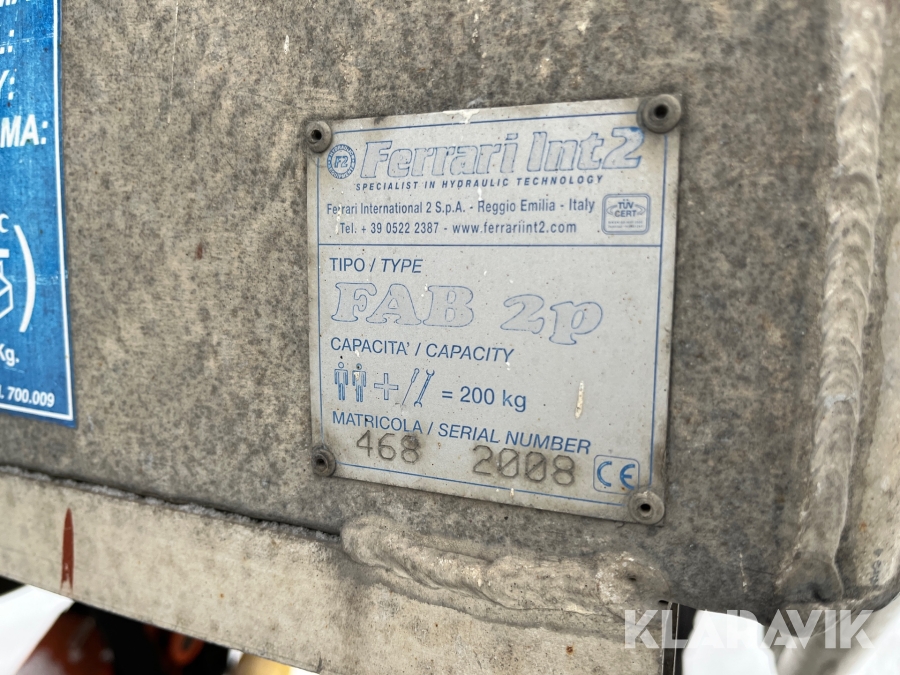 MA:
C
Kg.
700.009
F2
Ferrari Int2
SPECIALIST IN HYDRAULIC TECHNOLOGY
Ferrari International 2 S.p.A. - Reggio Emilia - Italy
Tel. + 39 0522 2387 - www.ferrariint2.com
TÜV
CERT
TIPO / TYPE
FAB 2p
CAPACITA' / CAPACITY
+ = 200 kg
MATRICOLA / SERIAL NUMBER
468 2008 CE
KLARAVIK